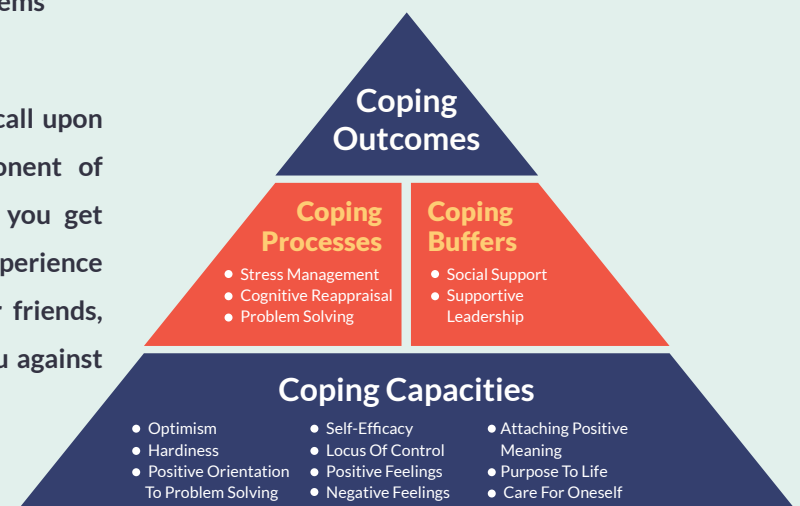 ems
call upon
onent of
you get
perience
r friends,
u against
Coping
Outcomes
Coping
Processes
• Stress Management
• Cognitive Reappraisal
• Problem Solving
Coping
Buffers
• Social Support
• Supportive
Leadership
Coping Capacities
• Optimism
• Hardiness
• Positive Orientation
To Problem Solving
• Self-Efficacy
• Locus Of Control
• Positive Feelings
• Negative Feelings
• Attaching Positive
Meaning
• Purpose To Life
• Care For Oneself